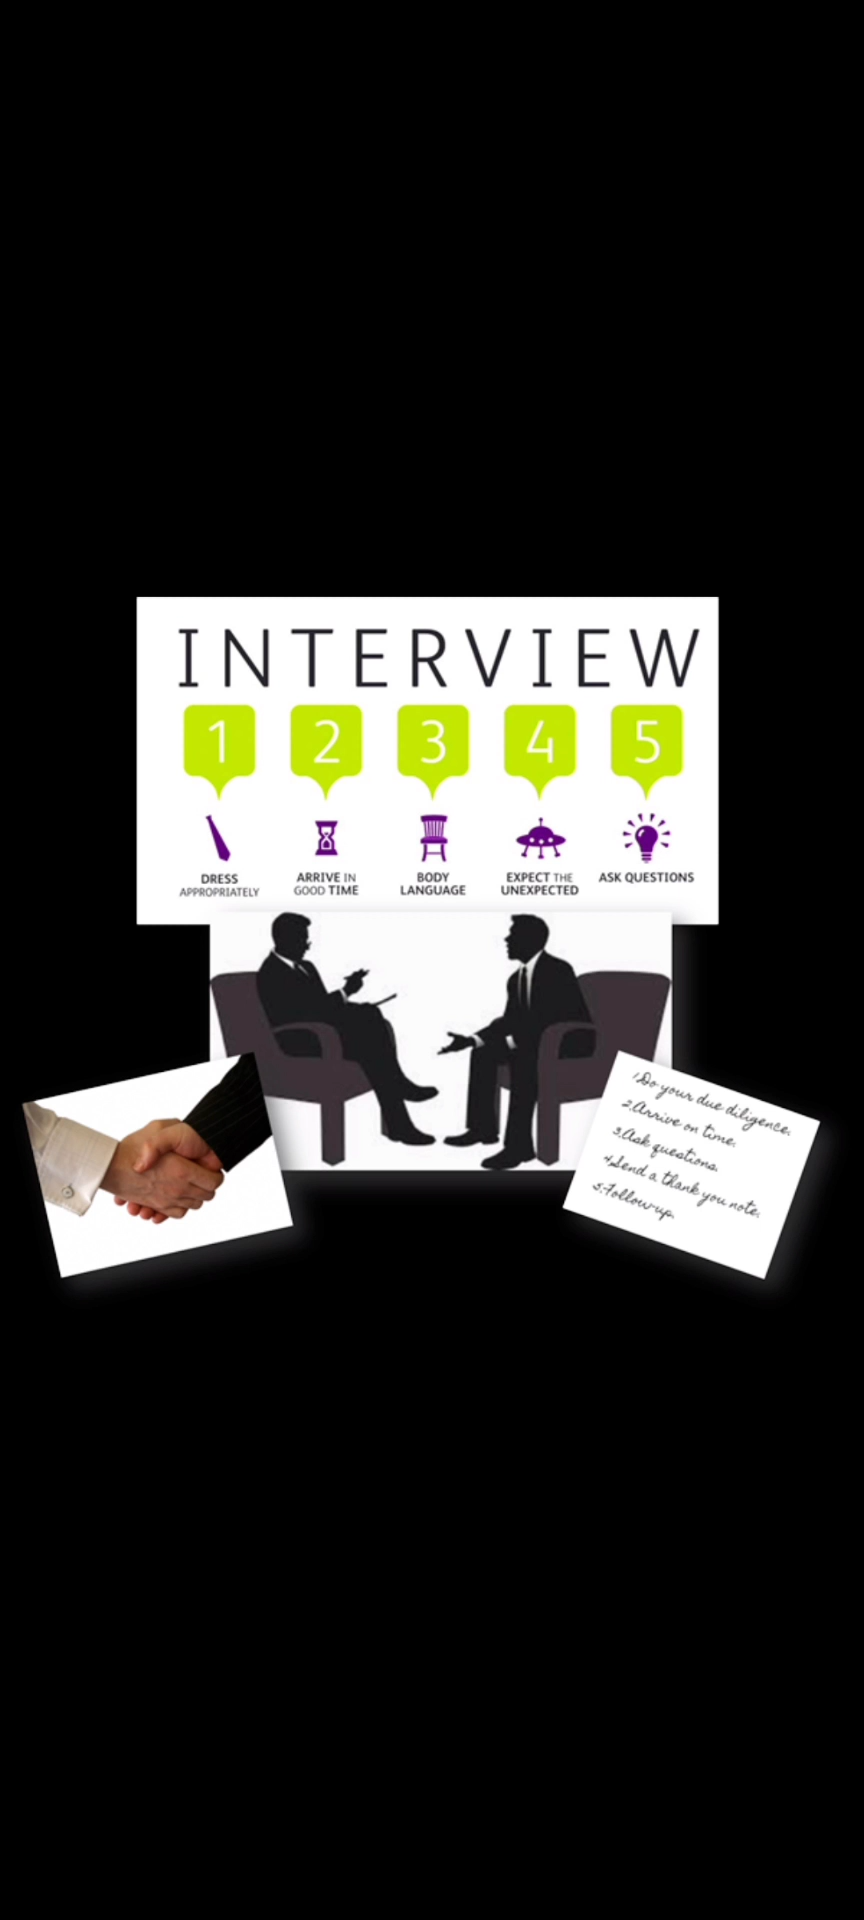 INTERVIEW
1 2 3 4 5
DRESS APPROPRIATELY
ARRIVE IN GOOD TIME
BODY LANGUAGE
EXPECT THE UNEXPECTED
ASK QUESTIONS
1.Do your due diligence.
2.Arrive on time.
3.Ask questions.
4.Send a thank you note.
5.Follow-up.